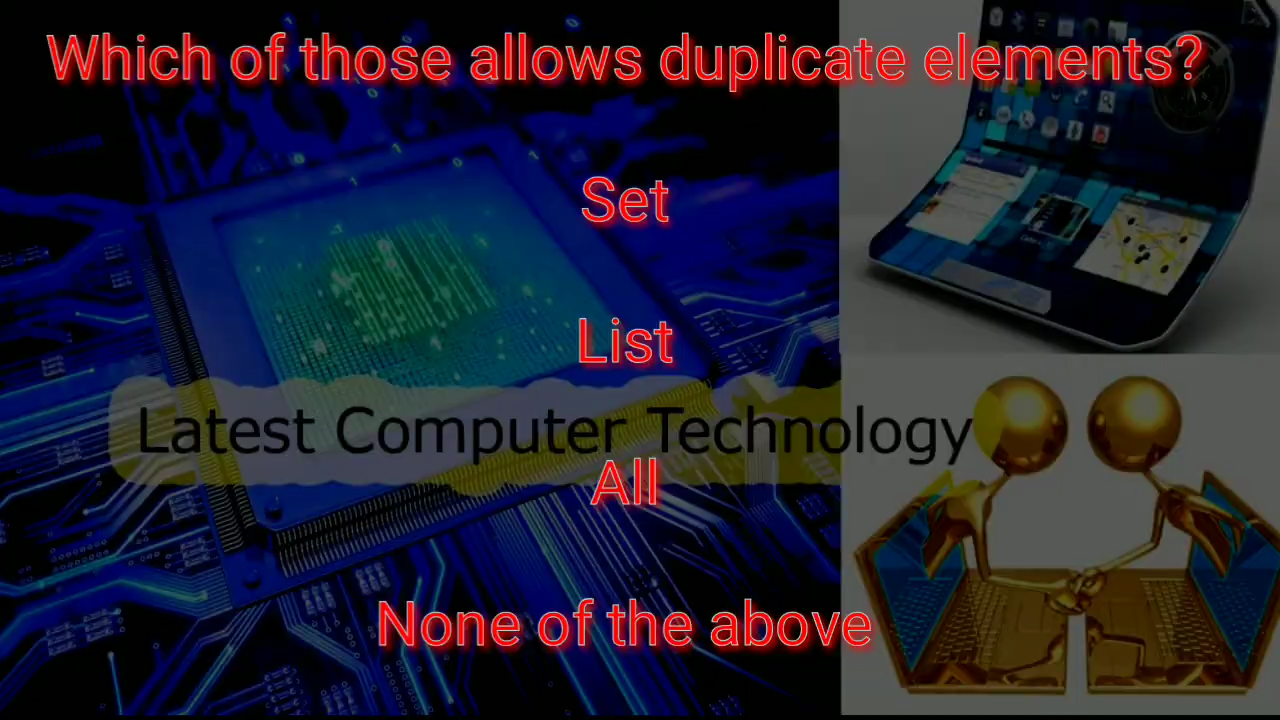 Which of those allows duplicate elements?
Set
List
Latest Computer Technology
All
None of the above